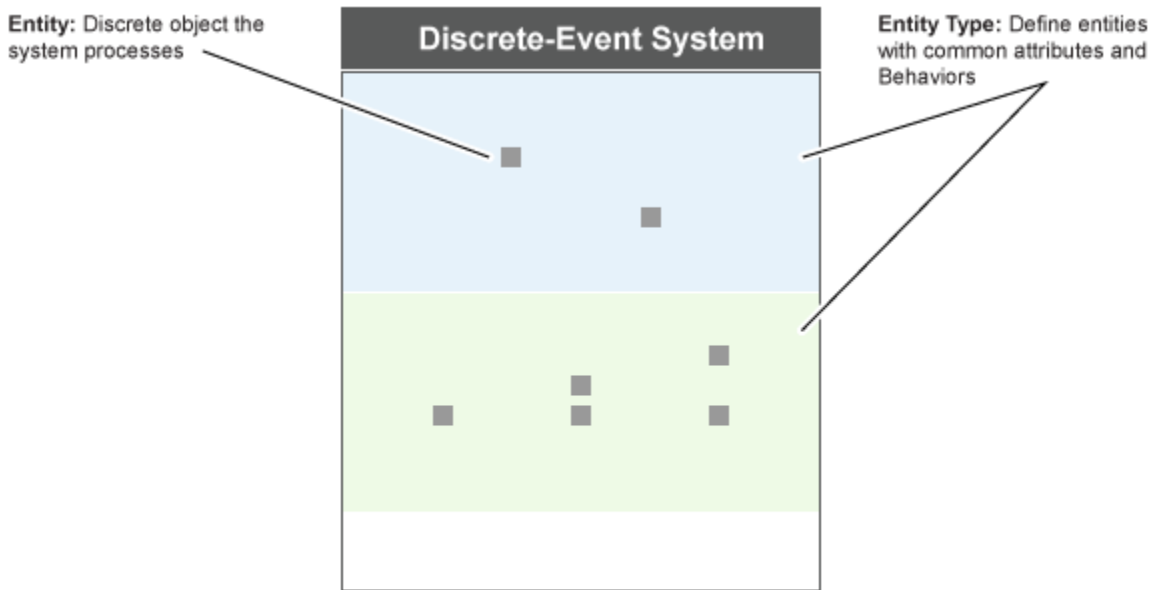 Entity: Discrete object the
system processes
Discrete-Event System
Entity Type: Define entities
with common attributes and
Behaviors